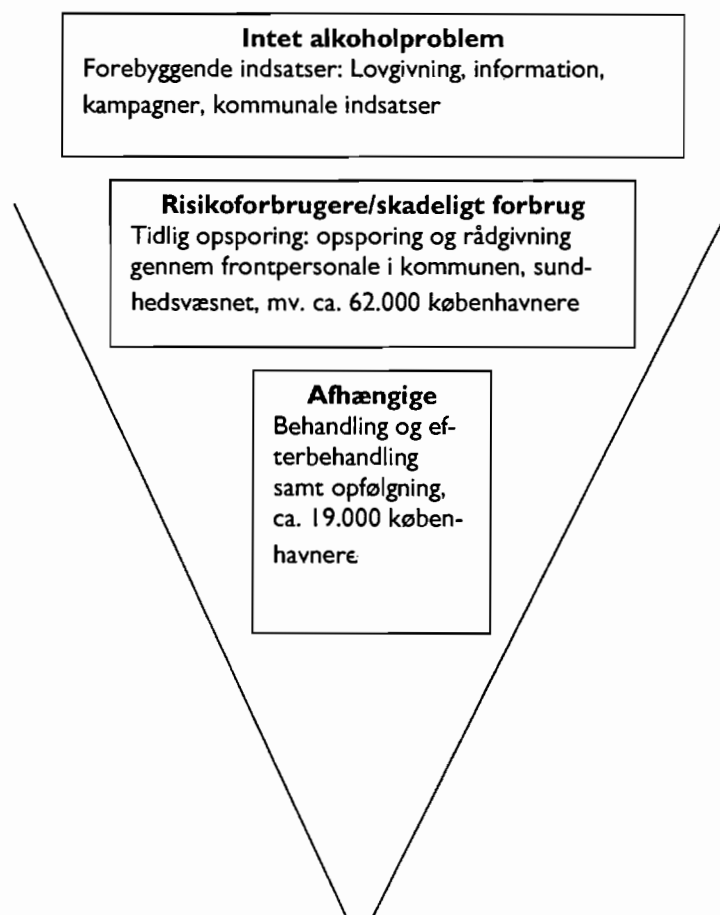 Intet alkoholproblem
Forebyggende indsatser: Lovgivning, information,
kampagner, kommunale indsatser
Risikoforbrugere/skadeligt forbrug
Tidlig opsporing: opsporing og rådgivning
gennem frontpersonale i kommunen, sund-
hedsvæsnet, mv. ca. 62.000 københavnere
Afhængige
Behandling og ef-
terbehandling
samt opfølgning,
ca. 19.000 køben-
havnere